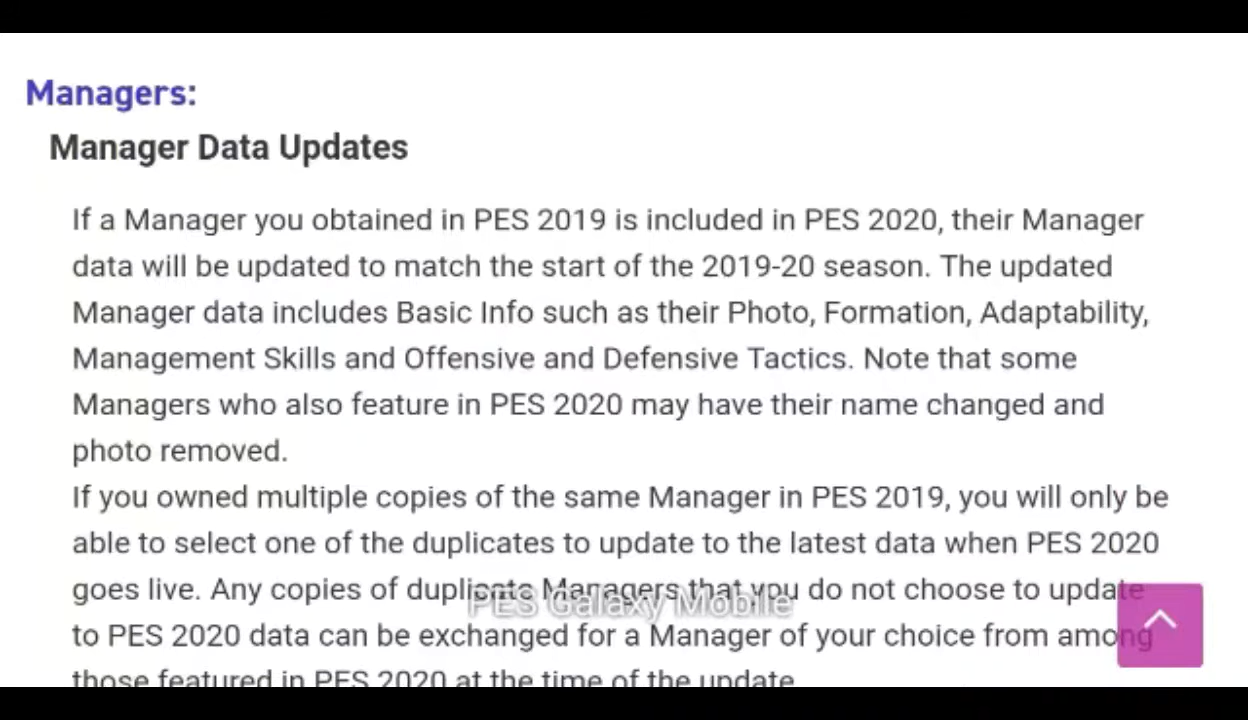 Managers:
Manager Data Updates
If a Manager you obtained in PES 2019 is included in PES 2020, their Manager
data will be updated to match the start of the 2019-20 season. The updated
Manager data includes Basic Info such as their Photo, Formation, Adaptability,
Management Skills and Offensive and Defensive Tactics. Note that some
Managers who also feature in PES 2020 may have their name changed and
photo removed.
If you owned multiple copies of the same Manager in PES 2019, you will only be
able to select one of the duplicates to update to the latest data when PES 2020
goes live. Any copies of duplicate Managers that you do not choose to update
PES Galaxy Mobile
to PES 2020 data can be exchanged for a Manager of your choice from among
those featured in PES 2020 at the time of the update